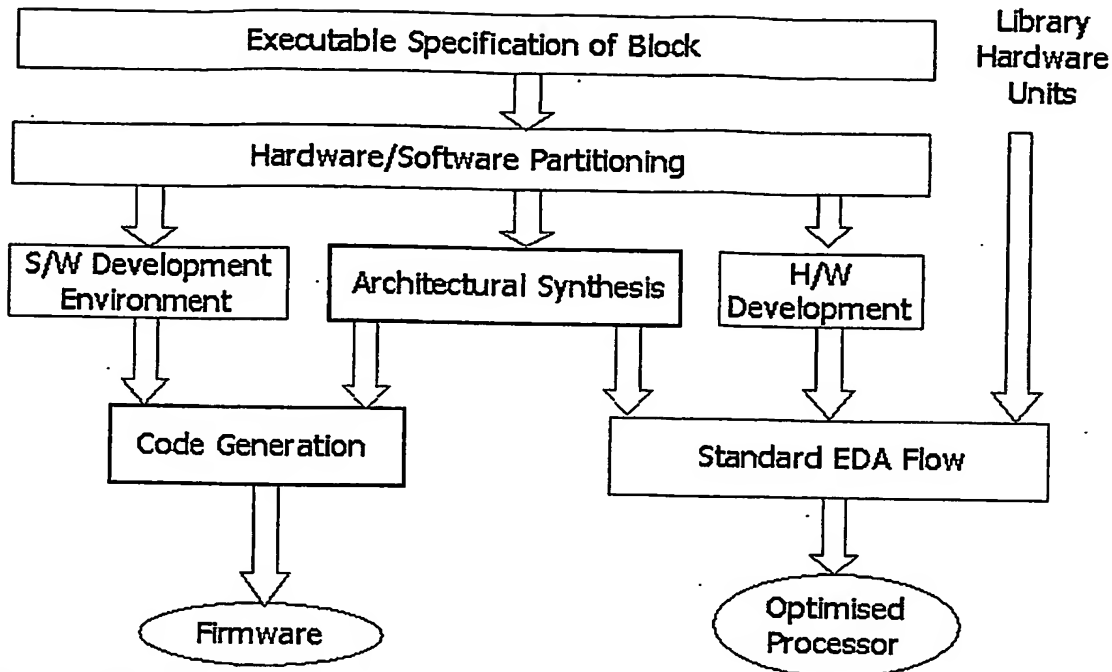 Executable Specification of Block
Library
Hardware
Units
Hardware/Software Partitioning
S/W Development
Environment
Architectural Synthesis
H/W
Development
Code Generation
Standard EDA Flow
Firmware
Optimised
Processor